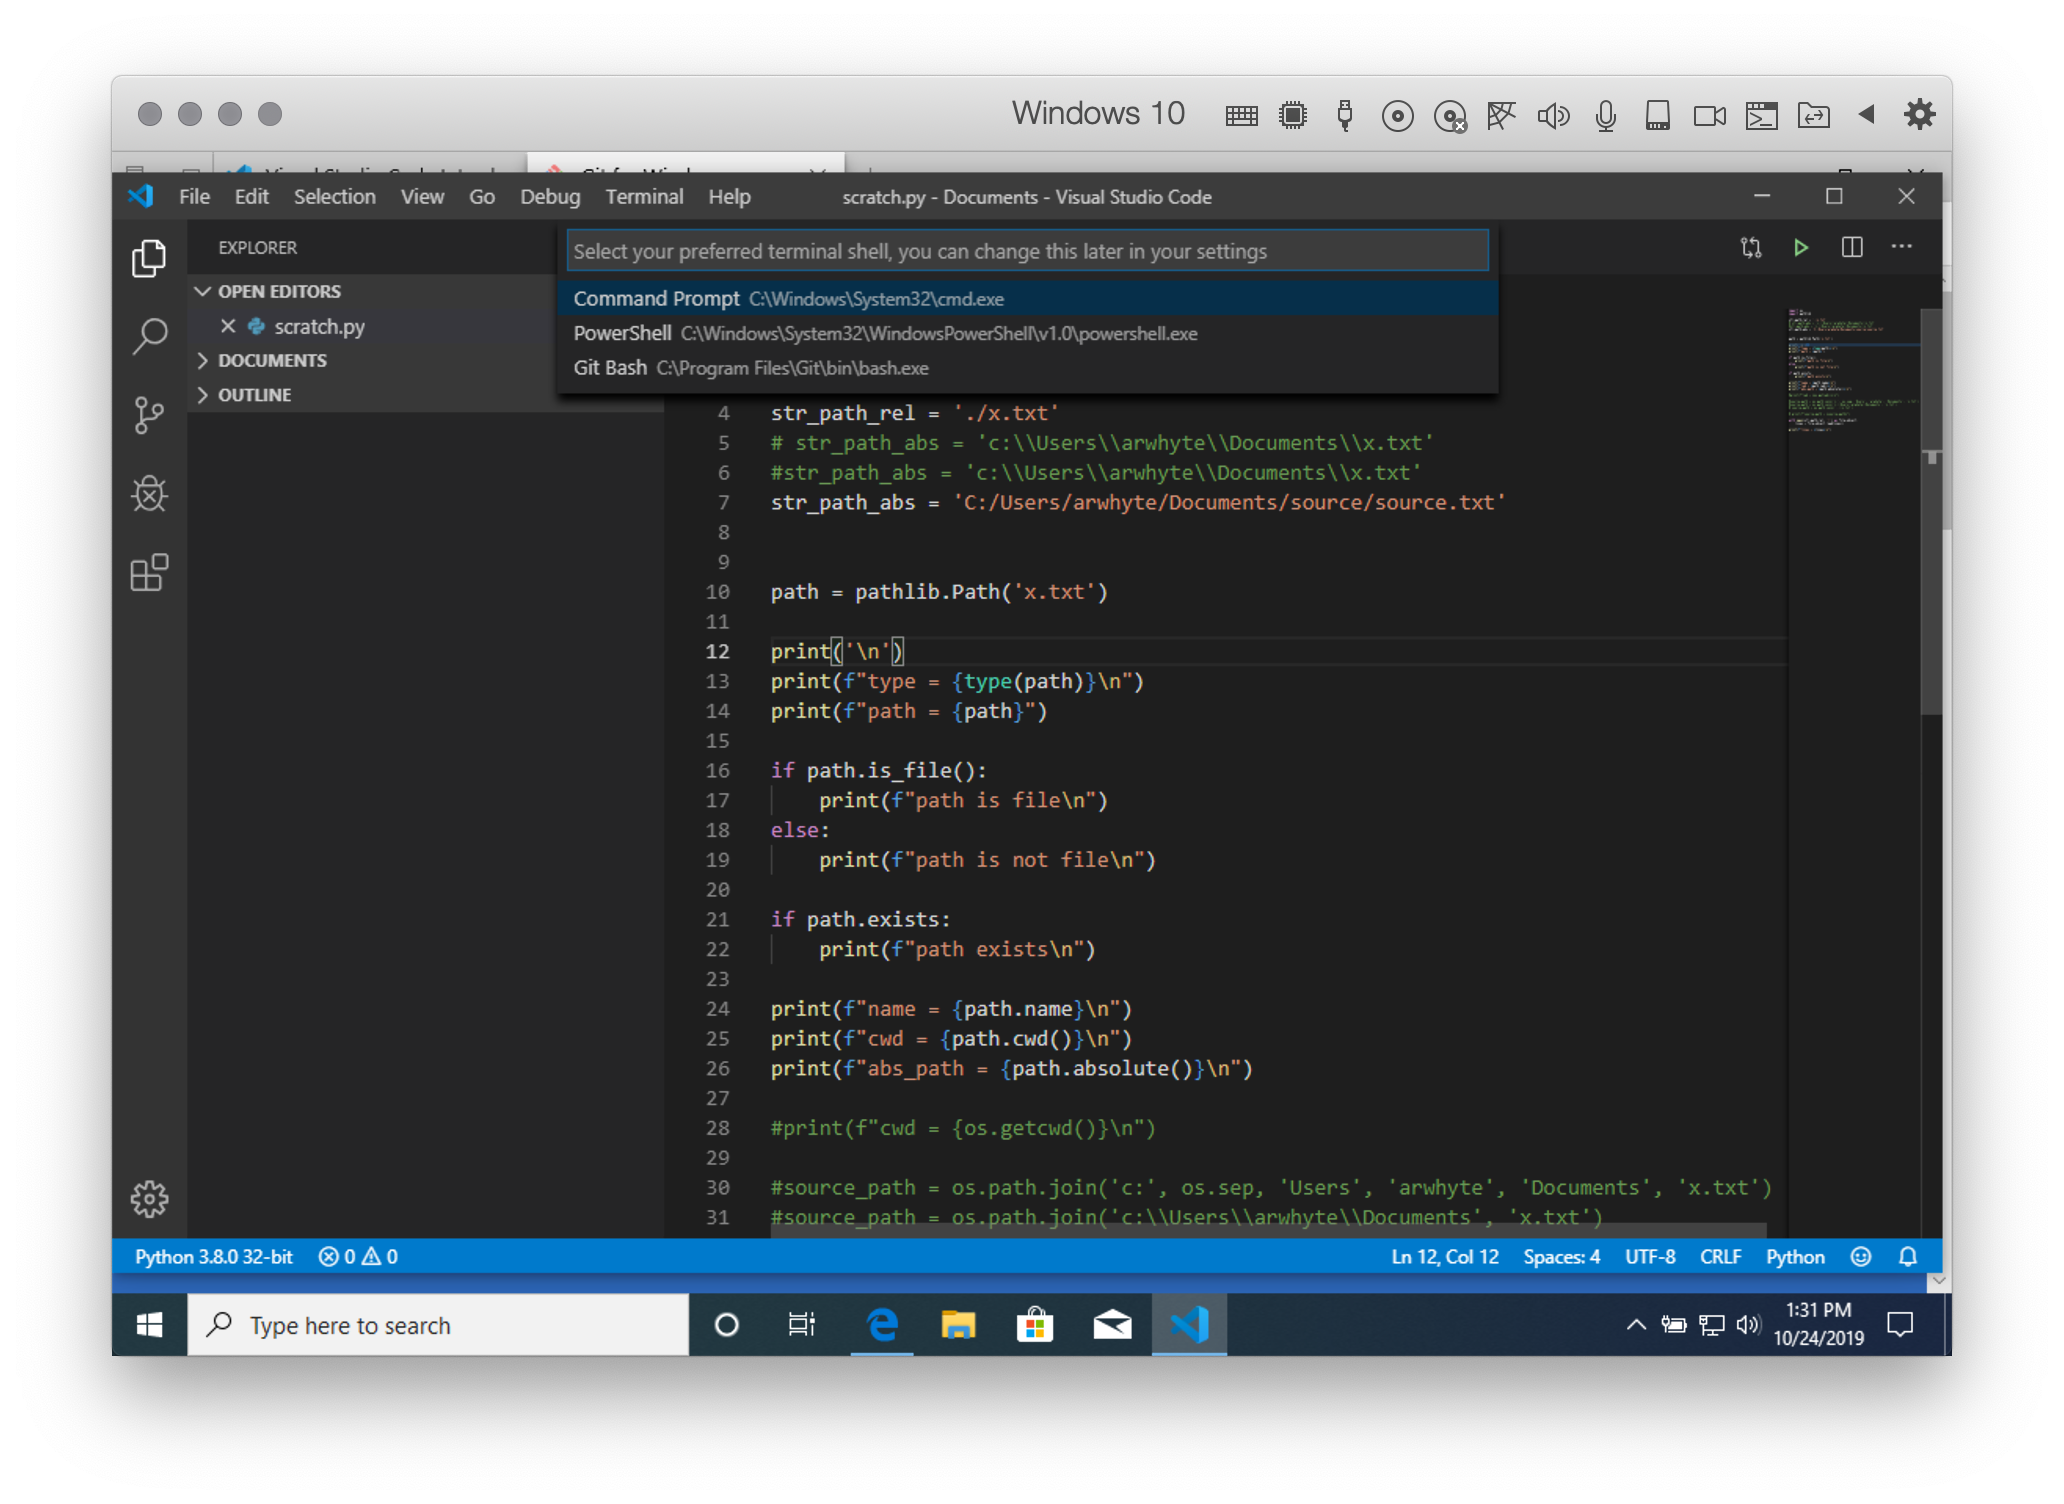 Windows 10
File Edit Selection View Go Debug Terminal Help scratch.py - Documents - Visual Studio Code
EXPLORER
Select your preferred terminal shell, you can change this later in your settings
OPEN EDITORS
Command Prompt C:\Windows\System32\cmd.exe
scratch.py
PowerShell C:\Windows\System32\WindowsPowerShell\v1.0\powershell.exe
DOCUMENTS
Git Bash C:\Program Files\Git\bin\bash.exe
OUTLINE
4 str_path_rel = './x.txt'
5 # str_path_abs = 'c:\\Users\\arwhyte\\Documents\\x.txt'
6 #str_path_abs = 'c:\\Users\\arwhyte\\Documents\\x.txt'
7 str_path_abs = 'C:/Users/arwhyte/Documents/source/source.txt'
8
9
10 path = pathlib.Path('x.txt')
11
12 print('\n')
13 print(f"type = {type(path)}\n")
14 print(f"path = {path}")
15
16 if path.is_file():
17 print(f"path is file\n")
18 else:
19 print(f"path is not file\n")
20
21 if path.exists:
22 print(f"path exists\n")
23
24 print(f"name = {path.name}\n")
25 print(f"cwd = {path.cwd()}\n")
26 print(f"abs_path = {path.absolute()}\n")
27
28 #print(f"cwd = {os.getcwd()}\n")
29
30 #source_path = os.path.join('c:', os.sep, 'Users', 'arwhyte', 'Documents', 'x.txt')
31 #source_path = os.path.join('c:\\Users\\arwhyte\\Documents', 'x.txt')
Python 3.8.0 32-bit 0 0 Ln 12, Col 12 Spaces: 4 UTF-8 CRLF Python
Type here to search
1:31 PM
10/24/2019